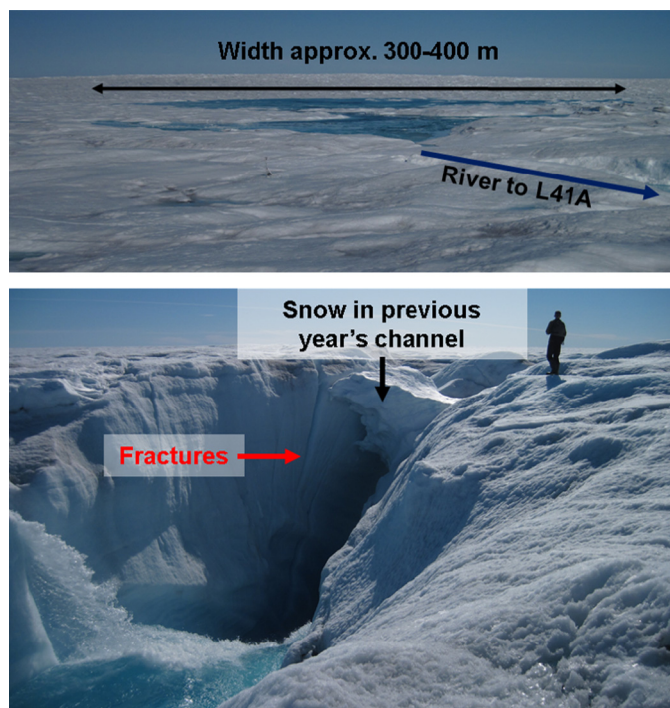 Width approx. 300-400 m
River to L41A
Snow in previous
year's channel
Fractures